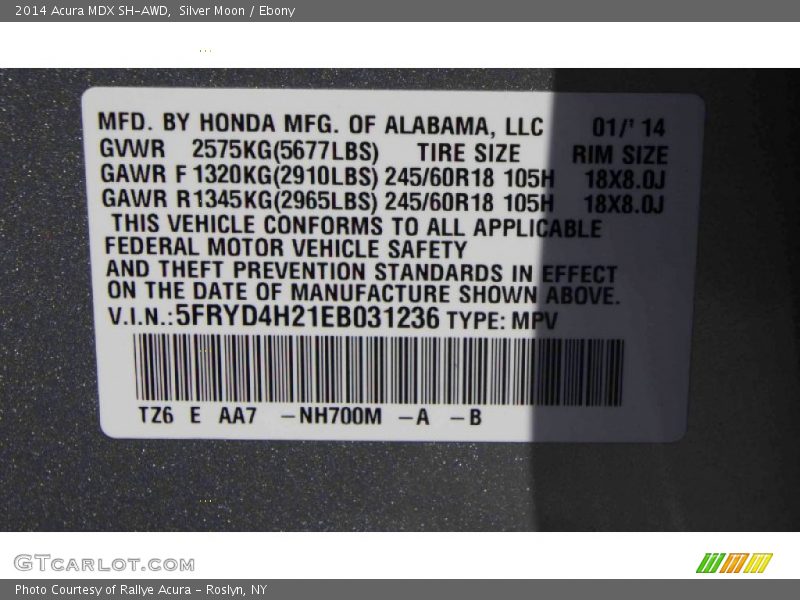 2014 Acura MDX SH-AWD,  Silver Moon / Ebony
MFD. BY HONDA MFG. OF ALABAMA, LLC 01/' 14
GVWR 2575KG(5677LBS) TIRE SIZE RIM SIZE
GAWR F 1320KG(2910LBS) 245/60R18 105H 18X8.0J
GAWR R 1345KG(2965LBS) 245/60R18 105H 18X8.0J
THIS VEHICLE CONFORMS TO ALL APPLICABLE
FEDERAL MOTOR VEHICLE SAFETY
AND THEFT PREVENTION STANDARDS IN EFFECT
ON THE DATE OF MANUFACTURE SHOWN ABOVE.
V.I.N.: 5FRYD4H21EB031236 TYPE: MPV
TZ6 E AA7 -NH700M -A -B
GTCARLOT.COM
Photo Courtesy of Rallye Acura - Roslyn, NY